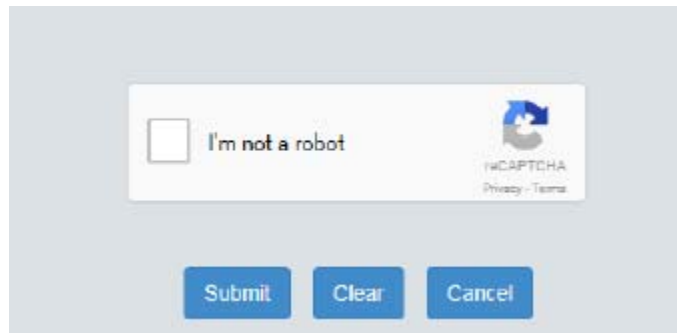 I'm not a robot
reCAPTCHA
Privacy - Terms
Submit Clear Cancel